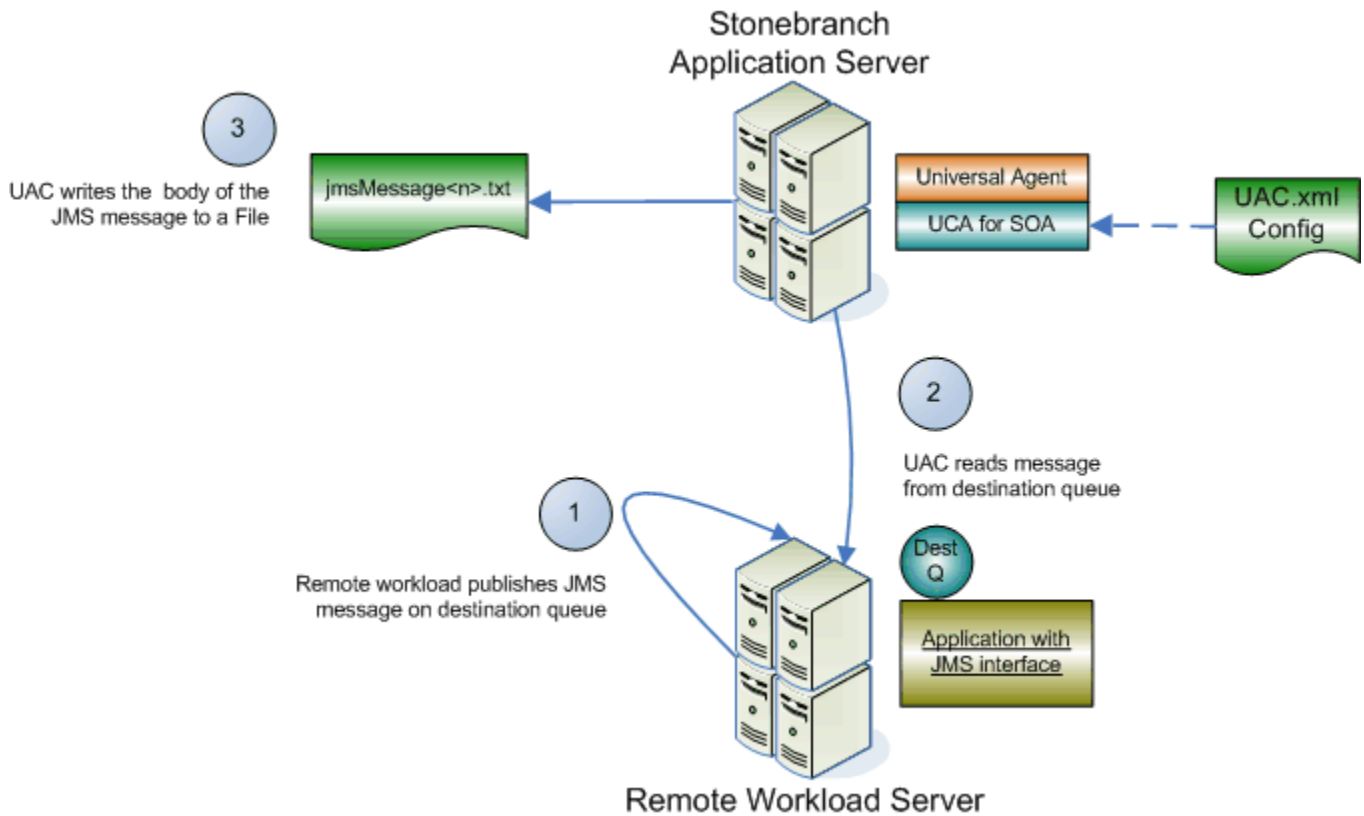 Stonebranch
Application Server
3
UAC writes the body of the
JMS message to a File
jmsMessage<n>.txt
Universal Agent
UCA for SOA
UAC.xml
Config
2
UAC reads message
from destination queue
1
Remote workload publishes JMS
message on destination queue
Dest
Q
Application with
JMS interface
Remote Workload Server